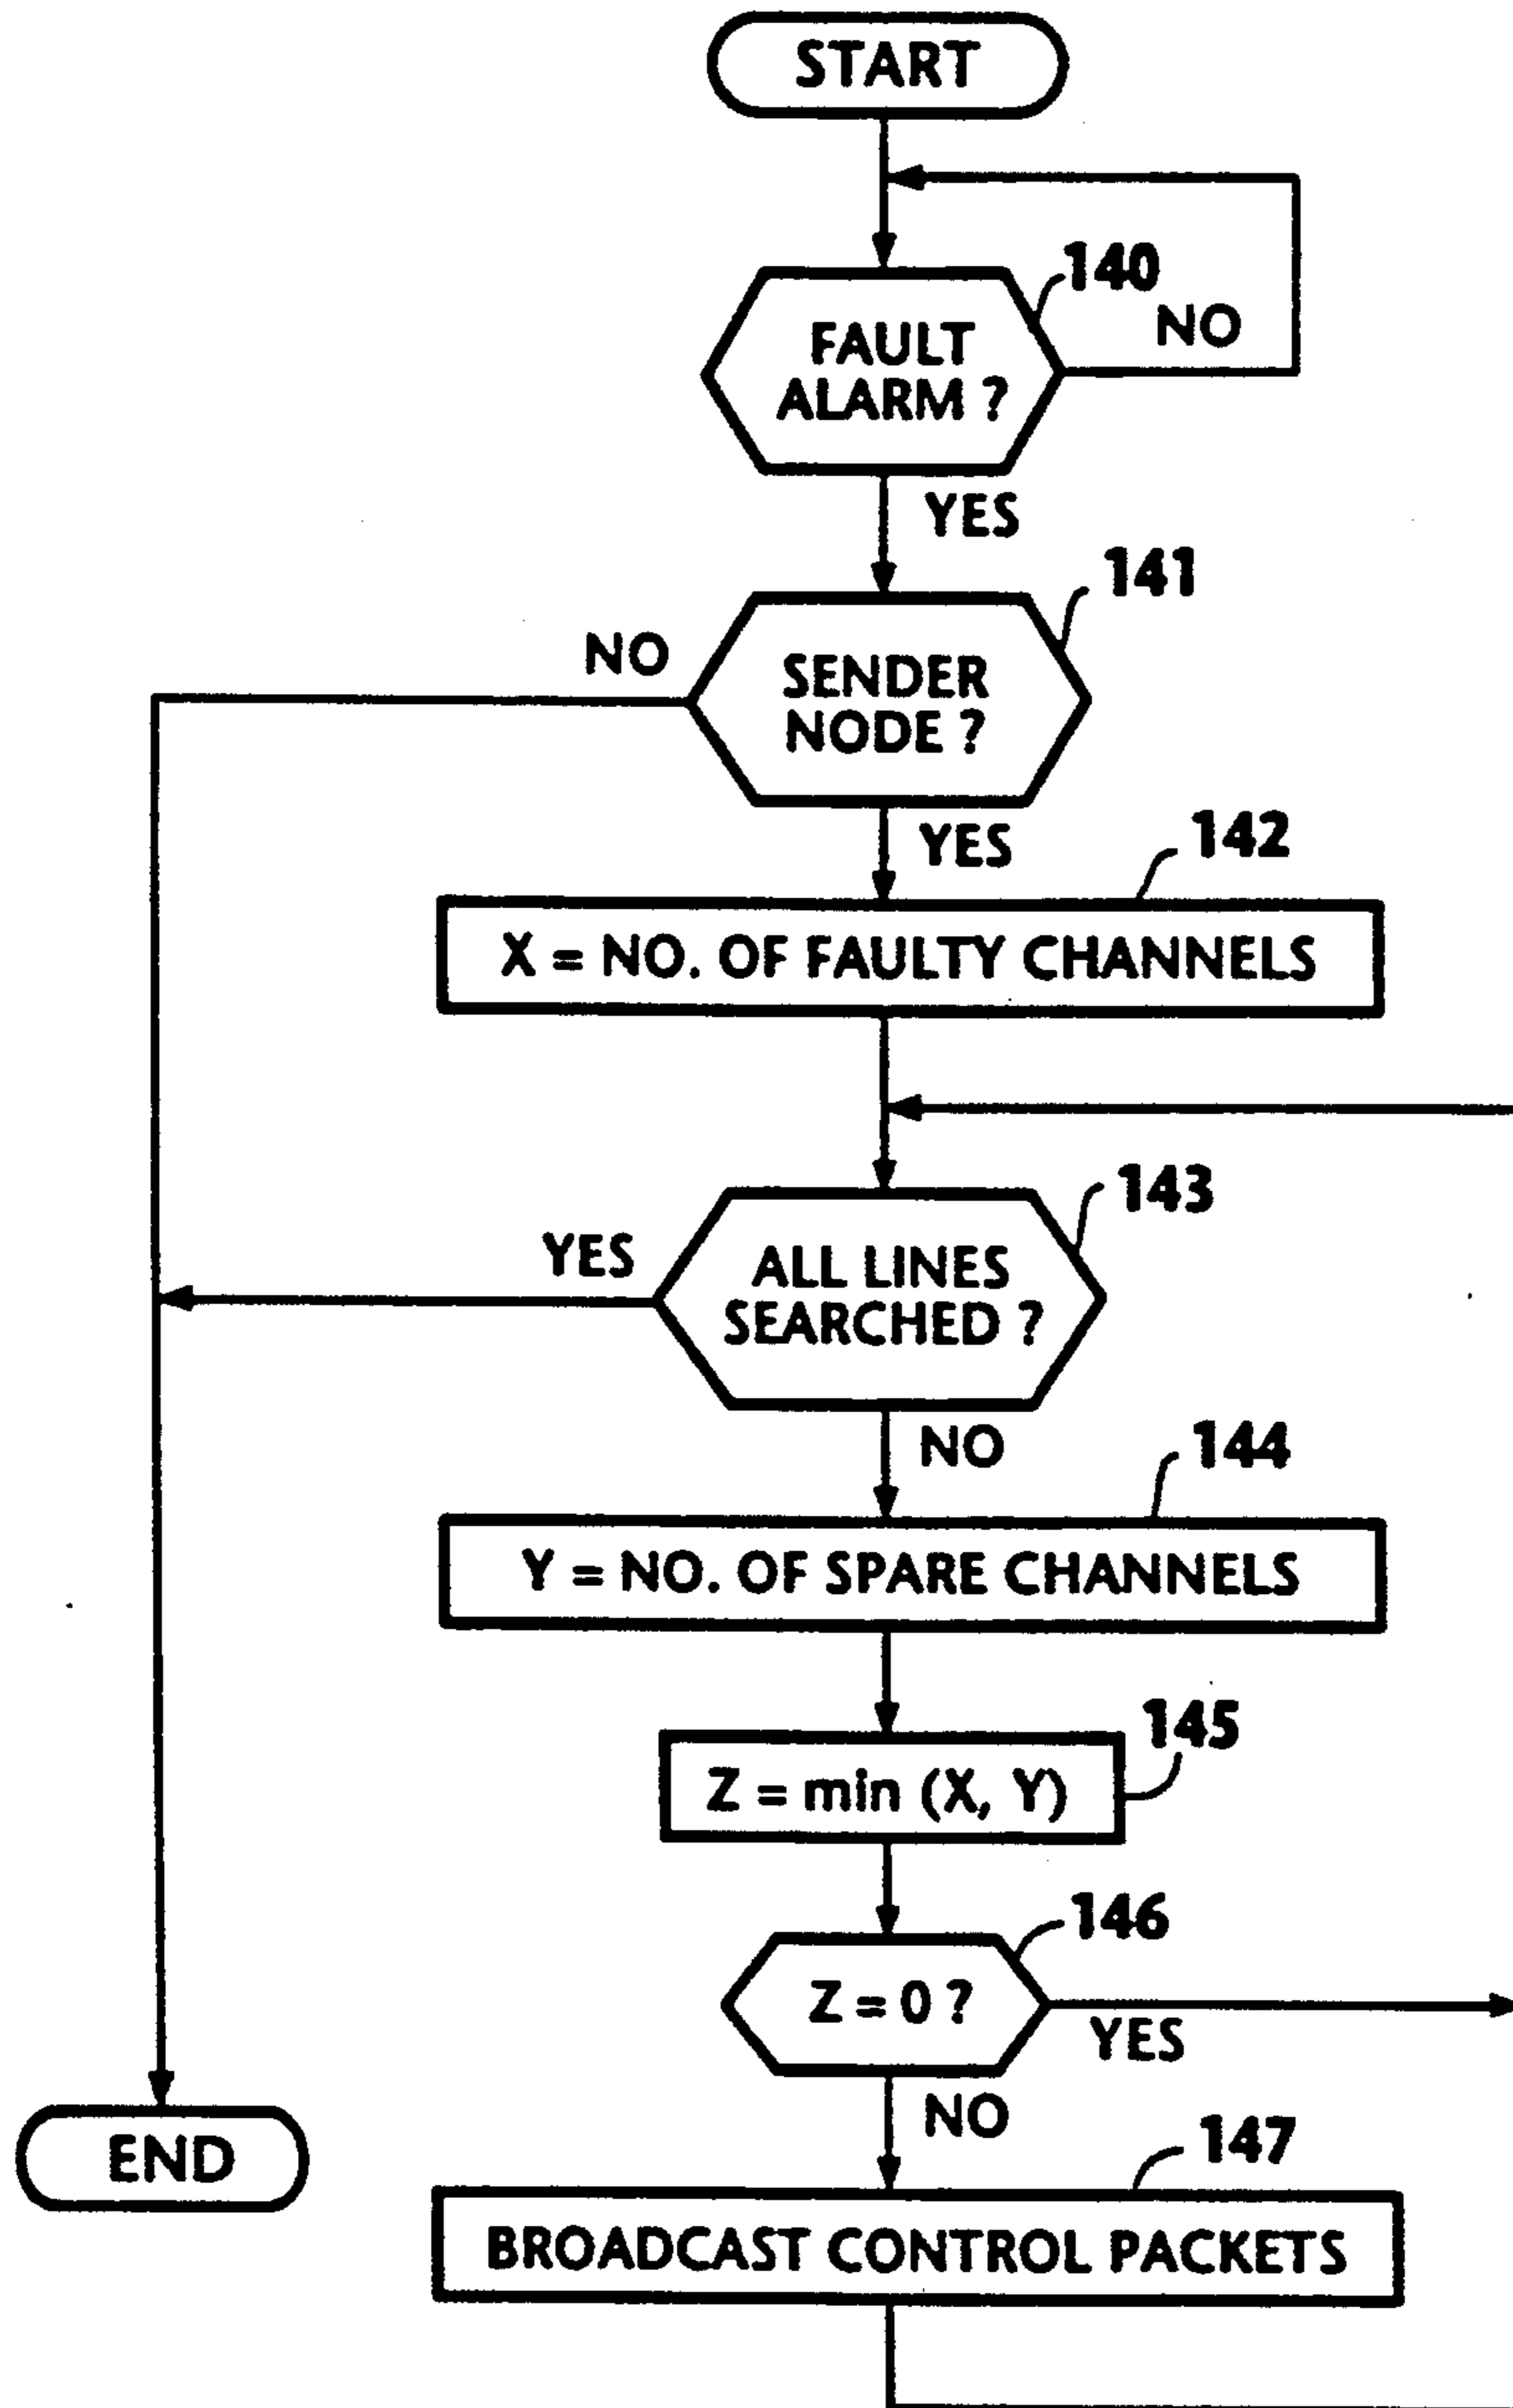 START
140
NO
FAULT
ALARM ?
YES
141
NO
SENDER
NODE ?
YES
142
X = NO. OF FAULTY CHANNELS
143
YES
ALL LINES
SEARCHED ?
NO
144
Y = NO. OF SPARE CHANNELS
145
Z = min (X, Y)
146
Z = 0 ?
YES
NO
END
147
BROADCAST CONTROL PACKETS